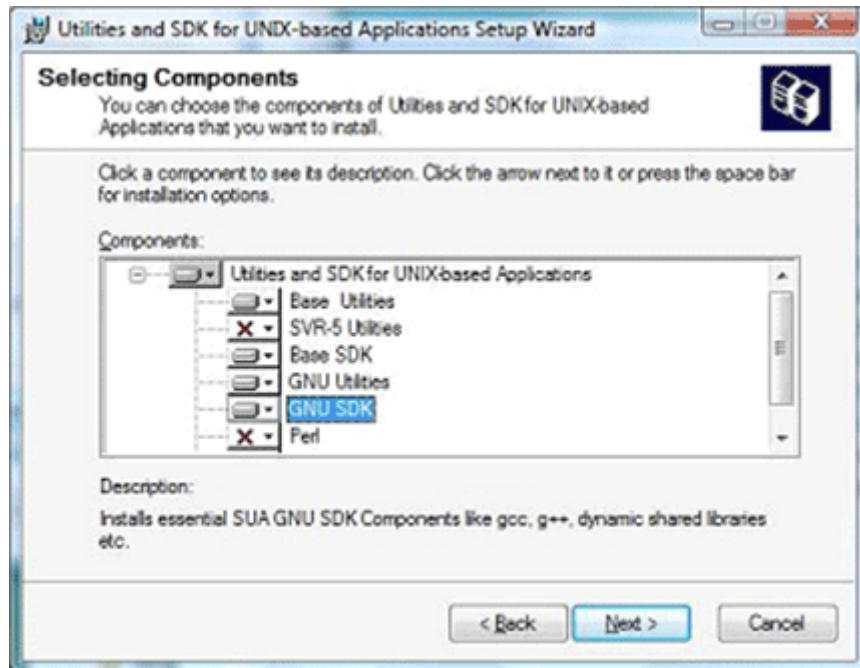 Utilities and SDK for UNIX-based Applications Setup Wizard
Selecting Components
You can choose the components of Utilities and SDK for UNIX-based
Applications that you want to install.
Click a component to see its description. Click the arrow next to it or press the space bar
for installation options.
Components:
Utilities and SDK for UNIX-based Applications
Base Utilities
SVR-5 Utilities
Base SDK
GNU Utilities
GNU SDK
Perl
Description:
Installs essential SUA GNU SDK Components like gcc, g++, dynamic shared libraries
etc.
< Back
Next >
Cancel